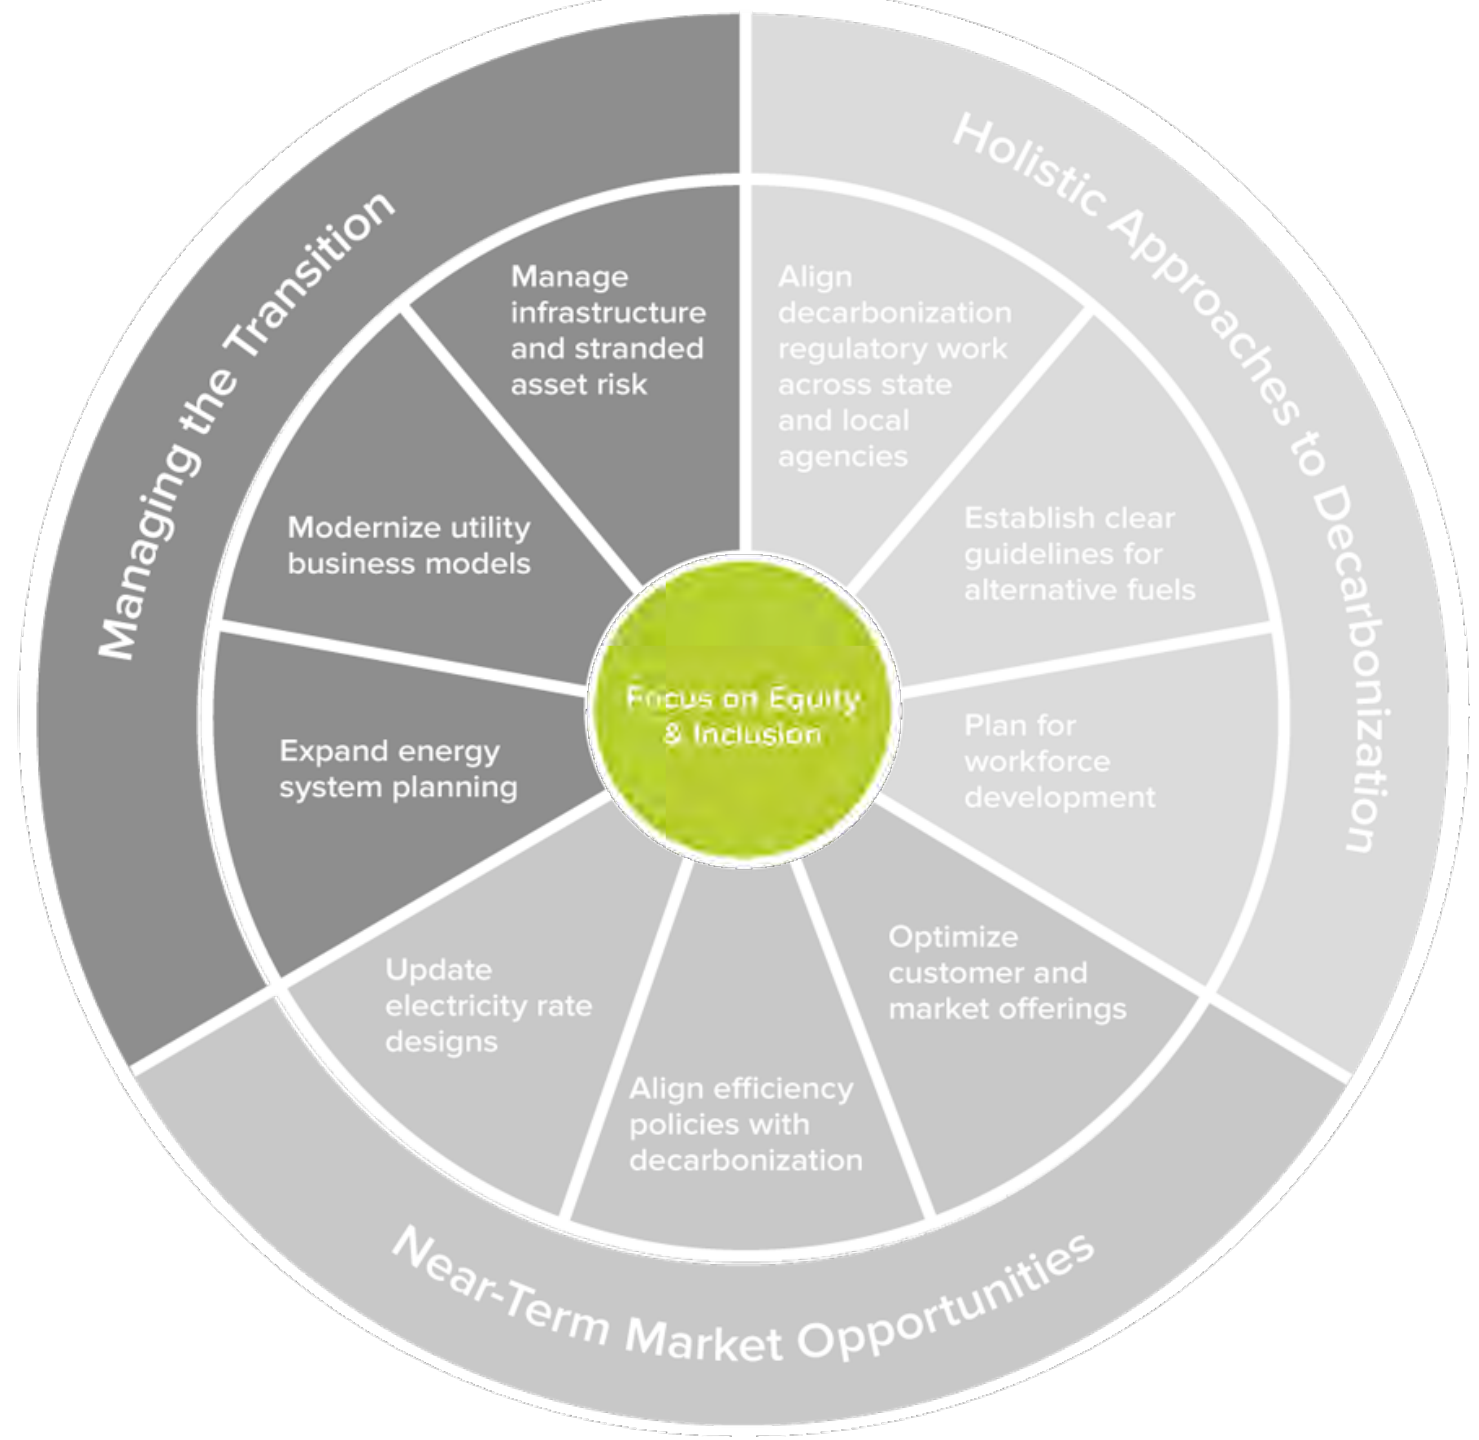 Managing the Transition
Holistic Approaches to Decarbonization
Manage
infrastructure
and stranded
asset risk
Align
decarbonization
regulatory work
across state
and local
agencies
Modernize utility
business models
Establish clear
guidelines for
alternative fuels
Focus on Equity
& Inclusion
Expand energy
system planning
Plan for
workforce
development
Update
electricity rate
designs
Align efficiency
policies with
decarbonization
Optimize
customer and
market offerings
Near-Term Market Opportunities